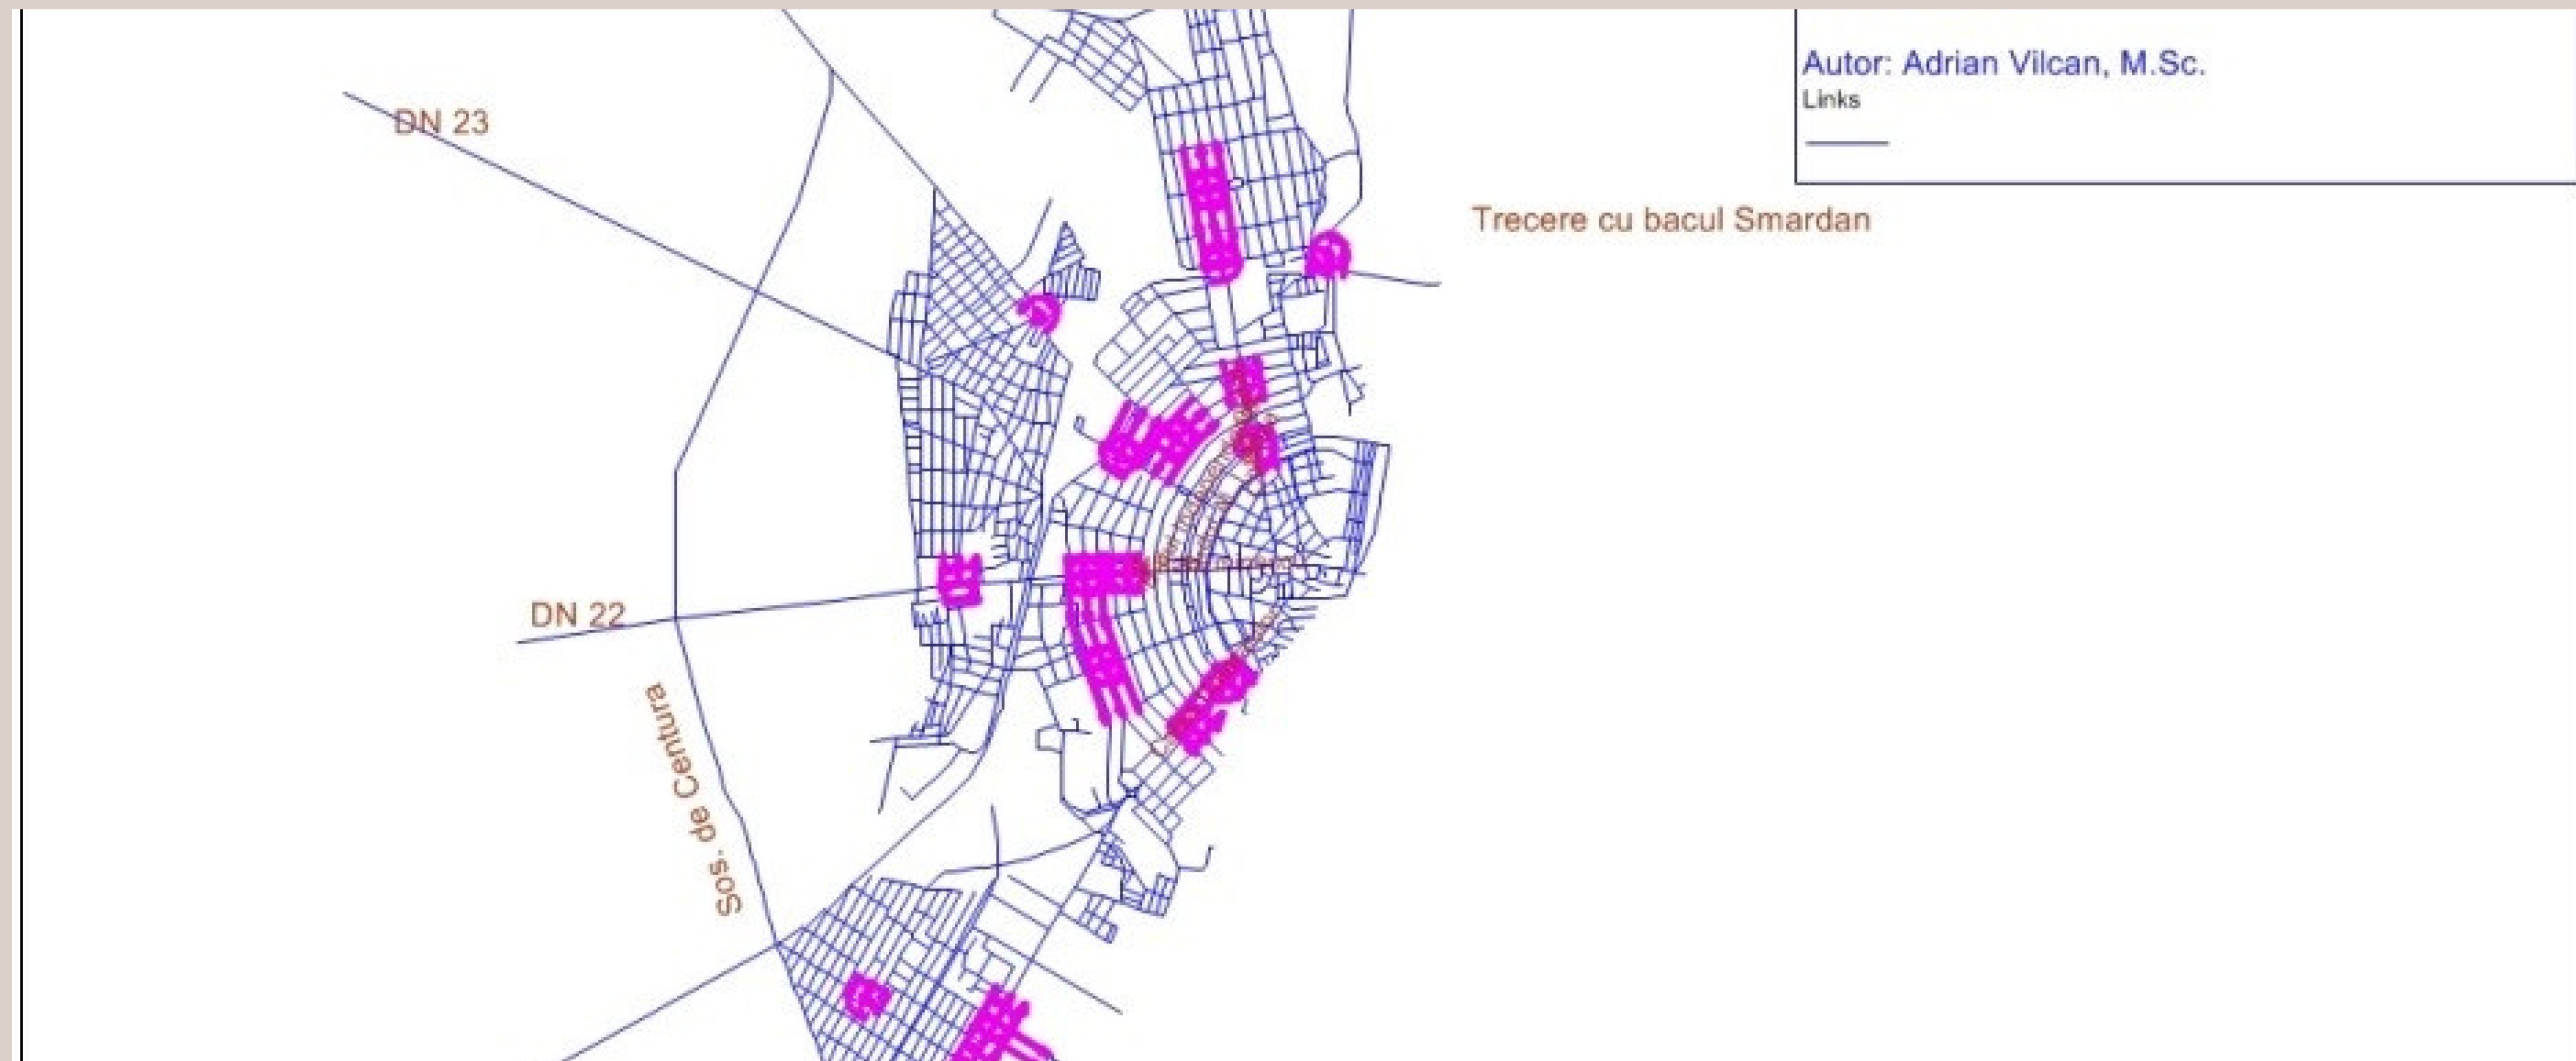 Autor: Adrian Vilcan, M.Sc.
Links
DN 23
Trecere cu bacul Smardan
DN 22
Sos. de Centura